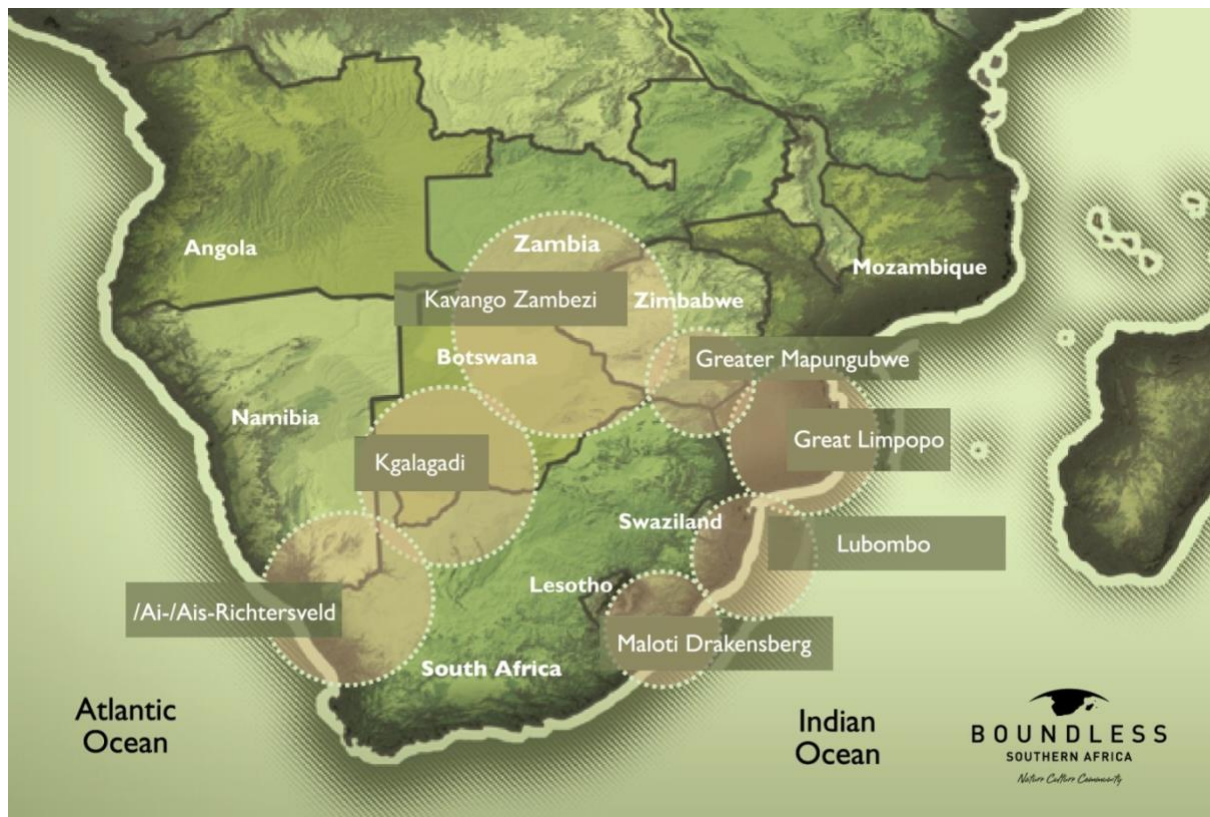 Angola
Zambia
Mozambique
Kavango Zambezi
Zimbabwe
Botswana
Greater Mapungubwe
Namibia
Great Limpopo
Kgalagadi
Swaziland
Lubombo
Lesotho
/Ai-/Ais-Richtersveld
Maloti Drakensberg
South Africa
Atlantic
Ocean
Indian
Ocean
BOUNDLESS
SOUTHERN AFRICA
Nature Culture Community